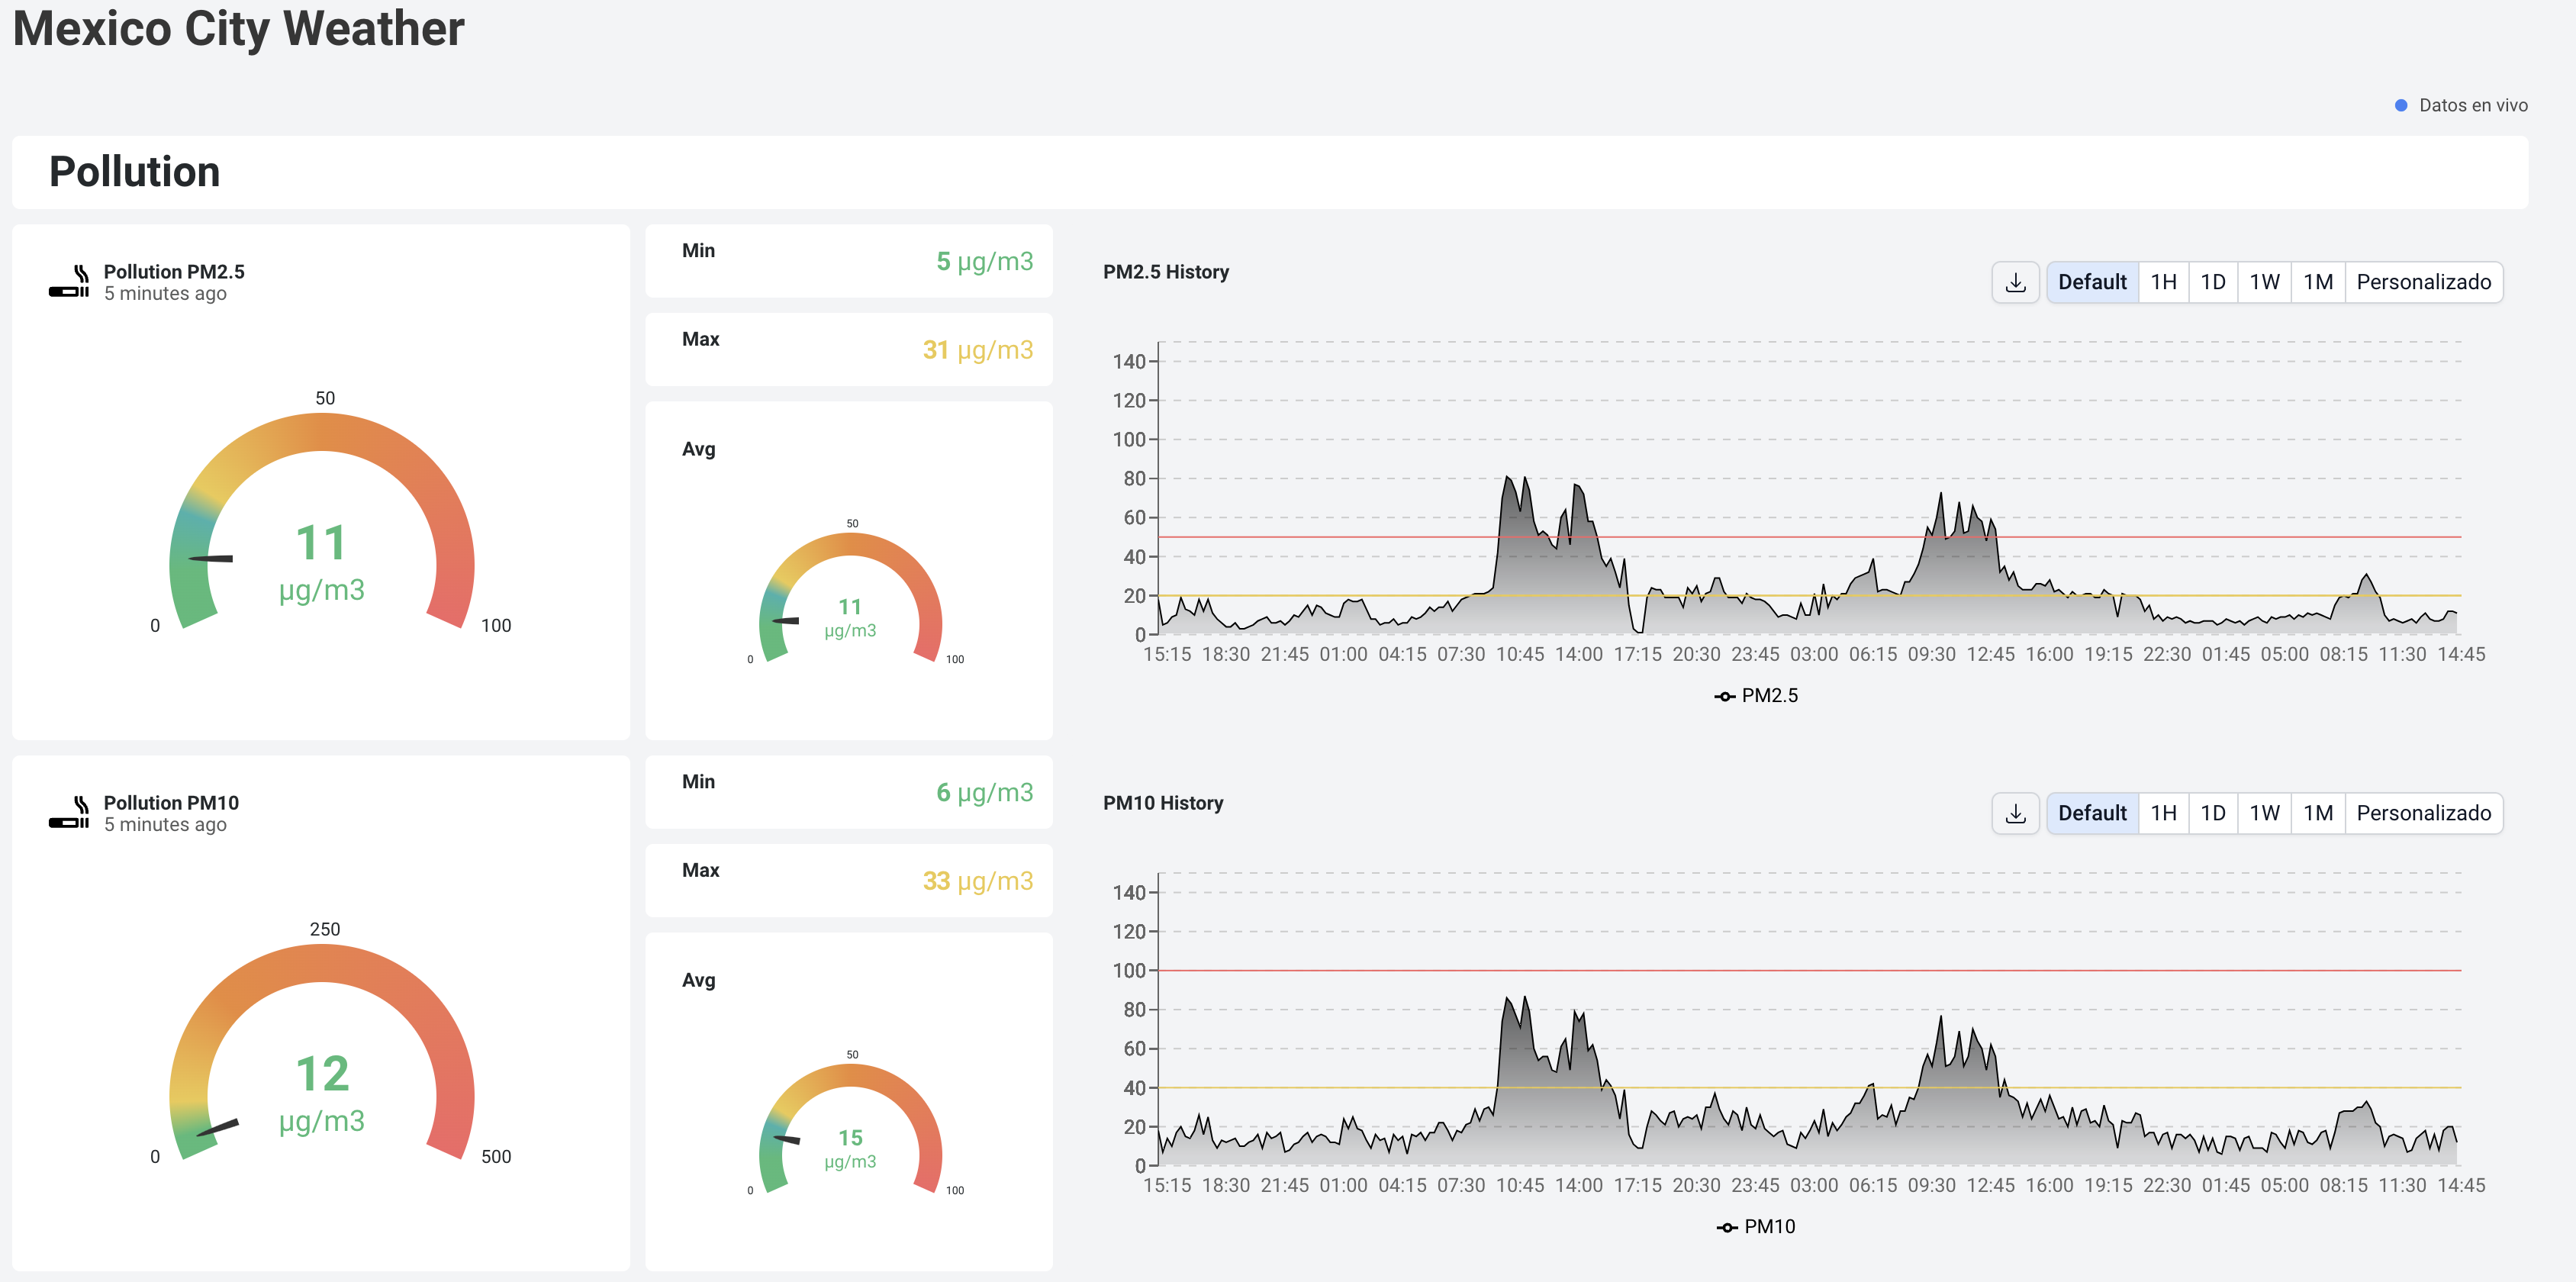 Mexico City Weather
Datos en vivo
Pollution
Pollution PM2.5
5 minutes ago
50
11
µg/m3
0
100
Min
5 µg/m3
Max
31 µg/m3
Avg
50
11
µg/m3
0
100
PM2.5 History
Default 1H 1D 1W 1M Personalizado
140
120
100
80
60
40
20
0
15:15 18:30 21:45 01:00 04:15 07:30 10:45 14:00 17:15 20:30 23:45 03:00 06:15 09:30 12:45 16:00 19:15 22:30 01:45 05:00 08:15 11:30 14:45
PM2.5
Pollution PM10
5 minutes ago
250
12
µg/m3
0
500
Min
6 µg/m3
Max
33 µg/m3
Avg
50
15
µg/m3
0
100
PM10 History
Default 1H 1D 1W 1M Personalizado
140
120
100
80
60
40
20
0
15:15 18:30 21:45 01:00 04:15 07:30 10:45 14:00 17:15 20:30 23:45 03:00 06:15 09:30 12:45 16:00 19:15 22:30 01:45 05:00 08:15 11:30 14:45
PM10